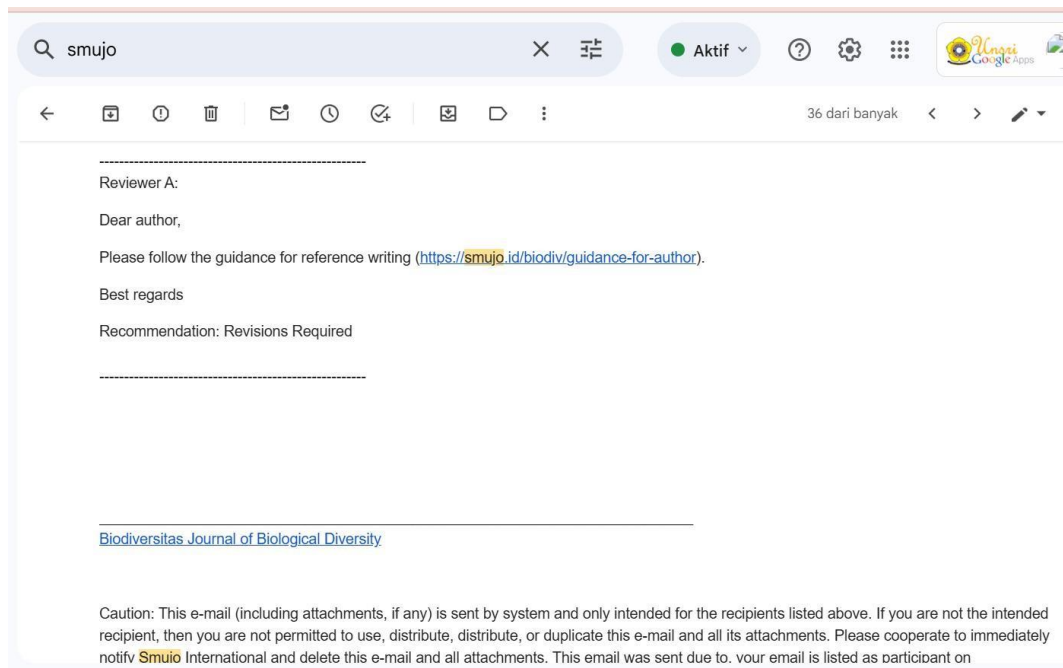 smujo
Aktif
Unsri
Google Apps
36 dari banyak
-------------------------------------------------------
Reviewer A:
Dear author,
Please follow the guidance for reference writing (https://smujo.id/biodiv/guidance-for-author).
Best regards
Recommendation: Revisions Required
-------------------------------------------------------
Biodiversitas Journal of Biological Diversity
Caution: This e-mail (including attachments, if any) is sent by system and only intended for the recipients listed above. If you are not the intended
recipient, then you are not permitted to use, distribute, distribute, or duplicate this e-mail and all its attachments. Please cooperate to immediately
notify Smujo International and delete this e-mail and all attachments. This email was sent due to, your email is listed as participant on